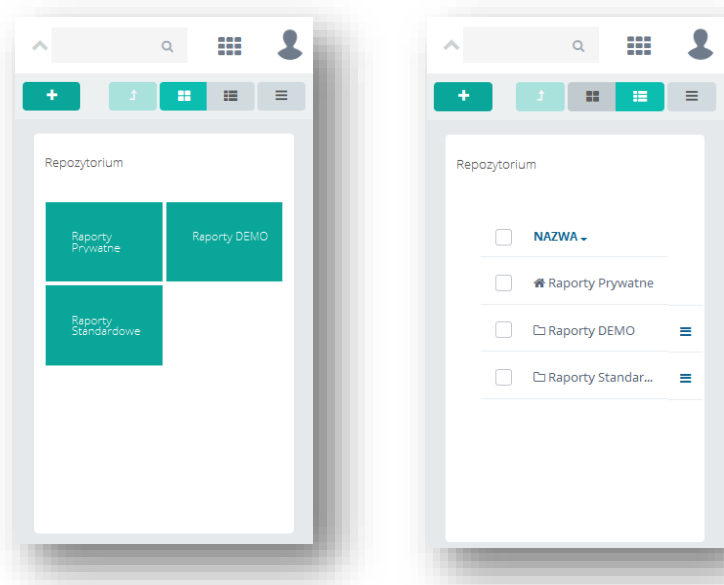 Repozytorium
Raporty
Prywatne
Raporty DEMO
Raporty
Standardowe
Repozytorium
NAZWA
Raporty Prywatne
Raporty DEMO
Raporty Standar...